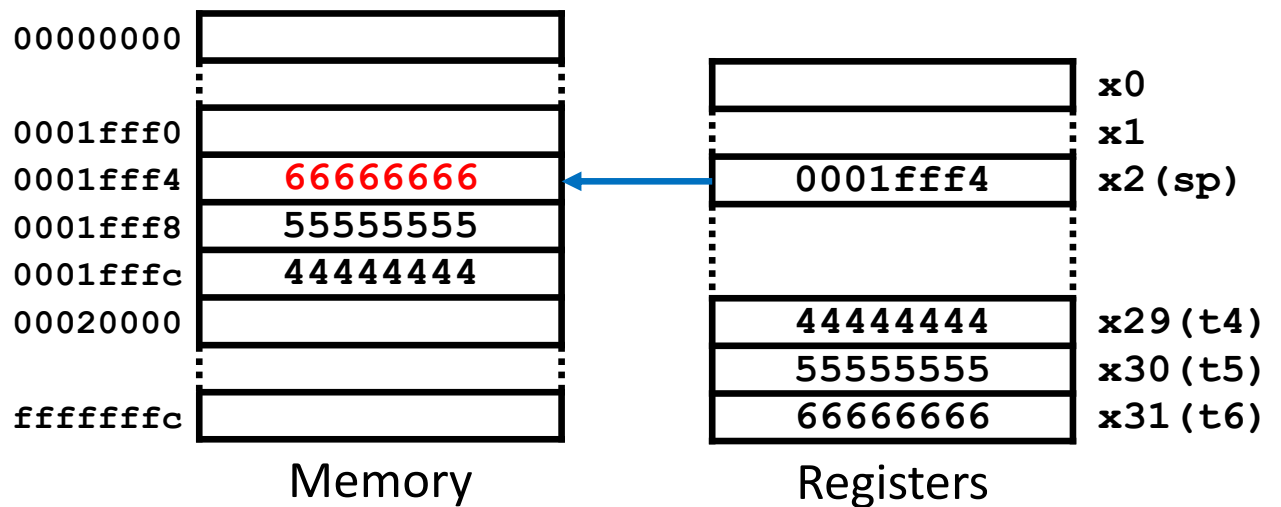 00000000
x0
0001fff0
x1
0001fff4 66666666 0001fff4 x2(sp)
0001fff8 55555555
0001fffc 44444444
00020000 44444444 x29(t4)
55555555 x30(t5)
fffffffc 66666666 x31(t6)
Memory Registers